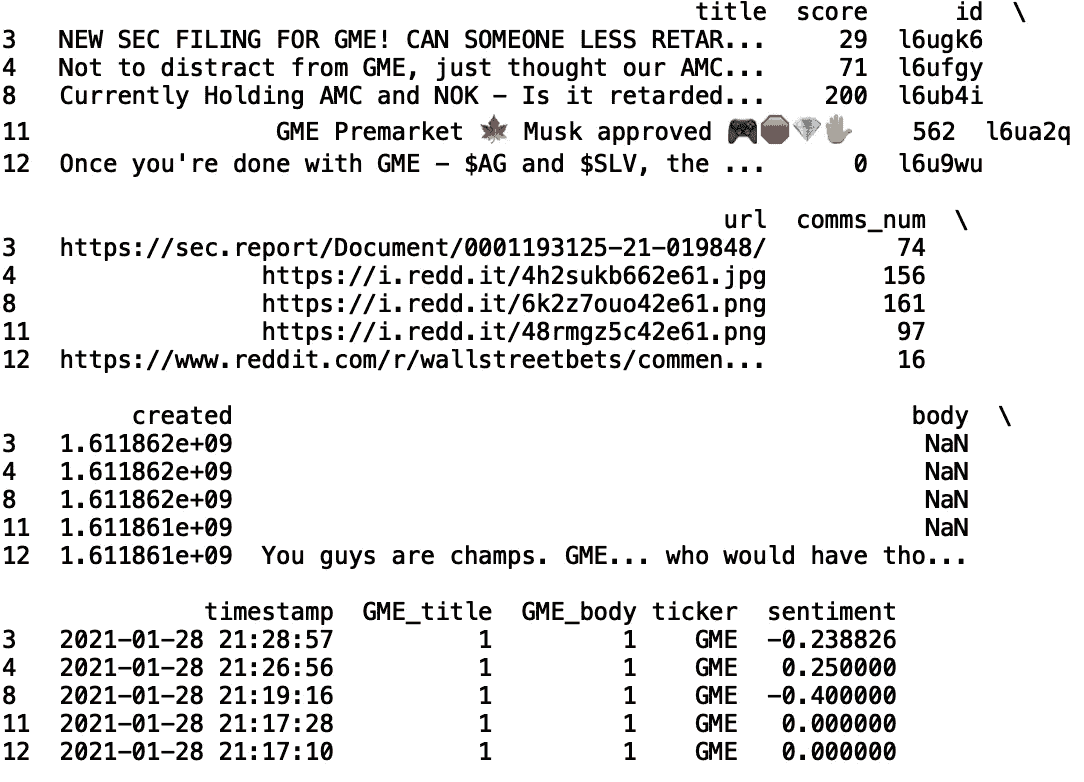 title score id \
3 NEW SEC FILING FOR GME! CAN SOMEONE LESS RETAR... 29 l6ugk6
4 Not to distract from GME, just thought our AMC... 71 l6ufgy
8 Currently Holding AMC and NOK – Is it retarded... 200 l6ub4i
11 GME Premarket 🍁 Musk approved 🎮🛑💎✋ 562 l6ua2q
12 Once you're done with GME – $AG and $SLV, the ... 0 l6u9wu
url comms_num \
3 https://sec.report/Document/0001193125-21-019848/ 74
4 https://i.redd.it/4h2sukb662e61.jpg 156
8 https://i.redd.it/6k2z7ouo42e61.png 161
11 https://i.redd.it/48rmgz5c42e61.png 97
12 https://www.reddit.com/r/wallstreetbets/commen... 16
created body \
3 1.611862e+09 NaN
4 1.611862e+09 NaN
8 1.611862e+09 NaN
11 1.611861e+09 NaN
12 1.611861e+09 You guys are champs. GME... who would have tho...
timestamp GME_title GME_body ticker sentiment
3 2021-01-28 21:28:57 1 1 GME -0.238826
4 2021-01-28 21:26:56 1 1 GME 0.250000
8 2021-01-28 21:19:16 1 1 GME -0.400000
11 2021-01-28 21:17:28 1 1 GME 0.000000
12 2021-01-28 21:17:10 1 1 GME 0.000000